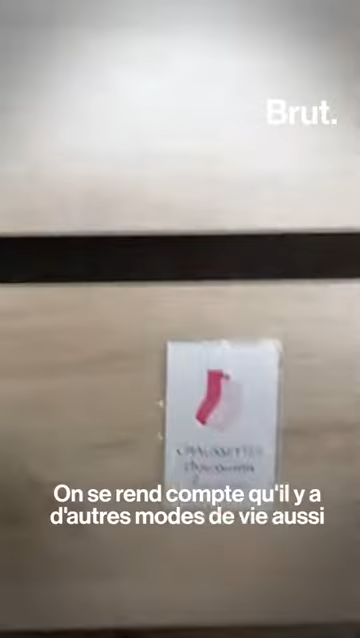 Brut.
CHAUSSETTES
On se rend compte qu'il y a
d'autres modes de vie aussi